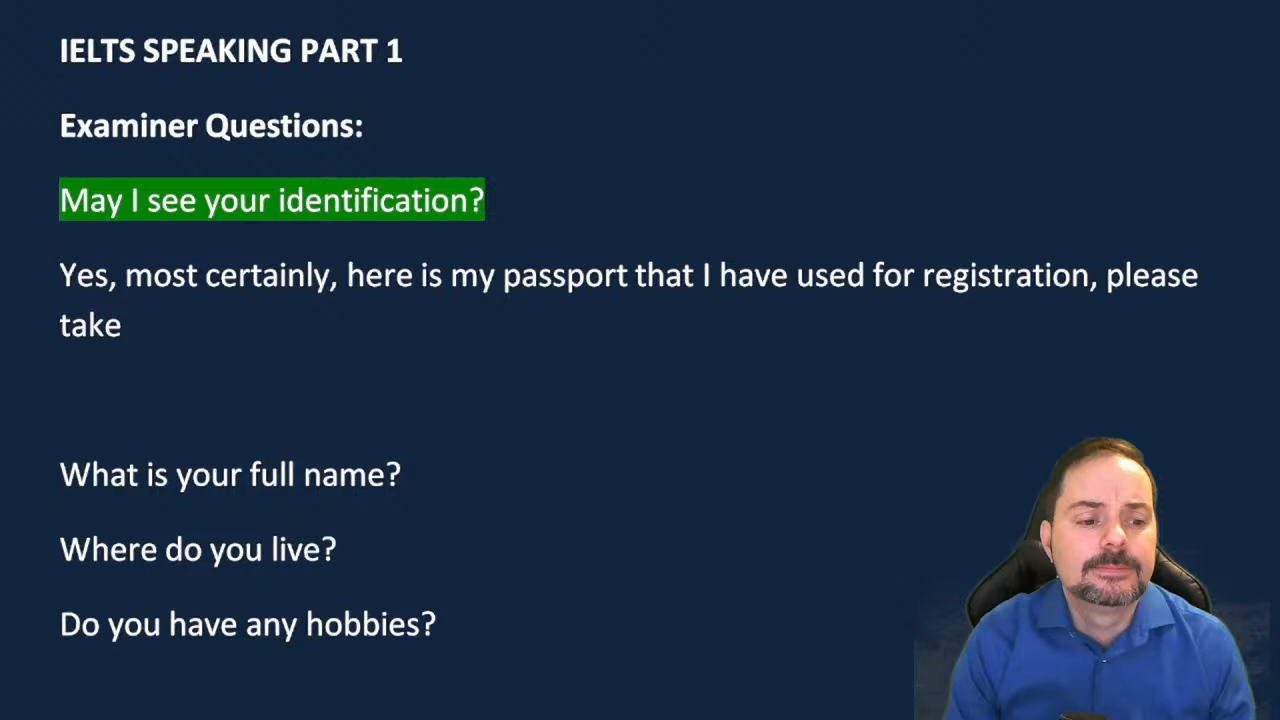 IELTS SPEAKING PART 1
Examiner Questions:
May I see your identification?
Yes, most certainly, here is my passport that I have used for registration, please
take
What is your full name?
Where do you live?
Do you have any hobbies?